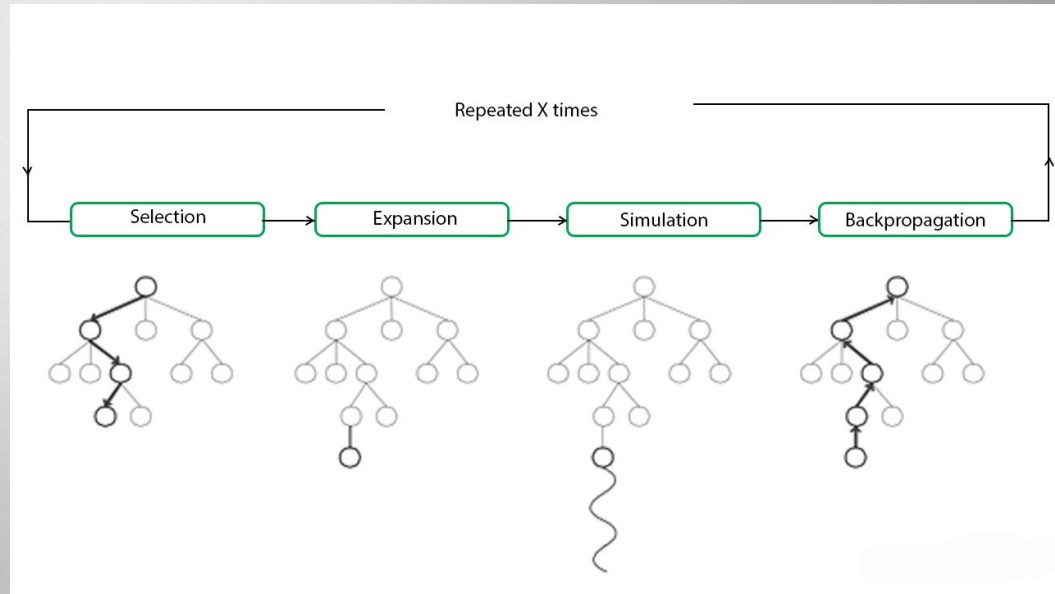 Repeated X times
Selection
Expansion
Simulation
Backpropagation